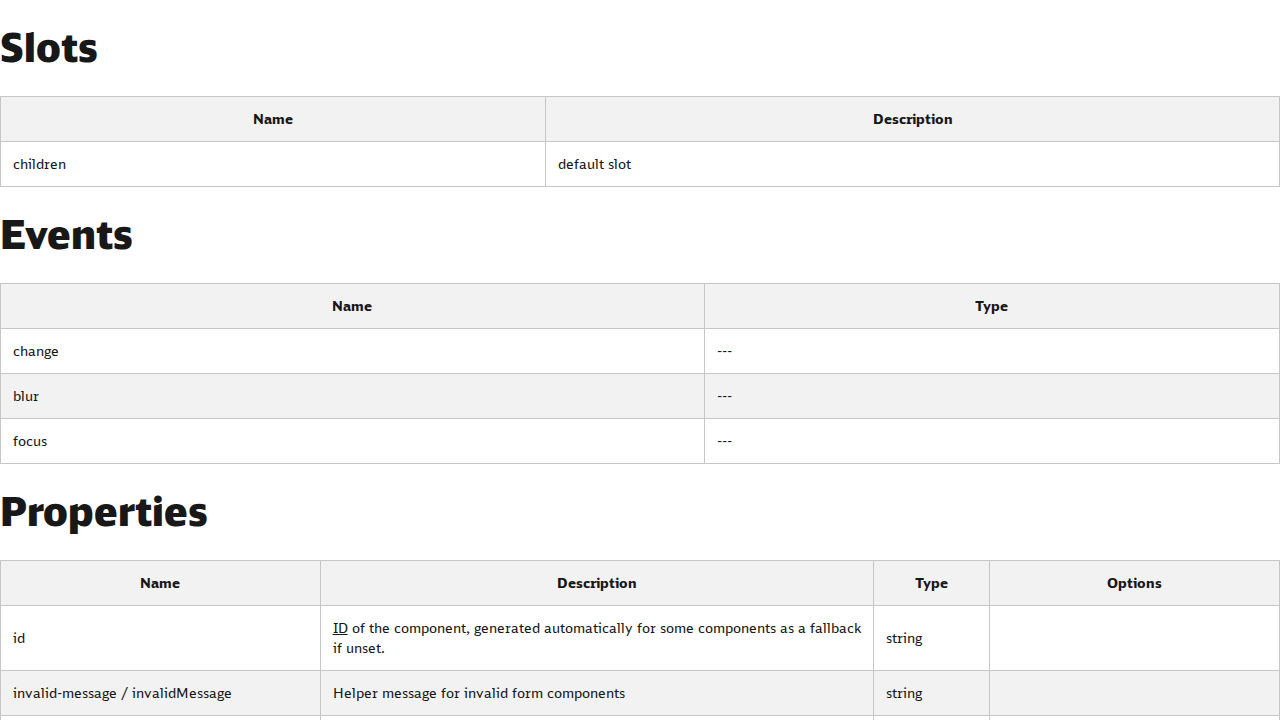 Slots
Name Description
children default slot
Events
Name Type
change ---
blur ---
focus ---
Properties
Name Description Type Options
id ID of the component, generated automatically for some components as a fallback if unset. string
invalid-message / invalidMessage Helper message for invalid form components string